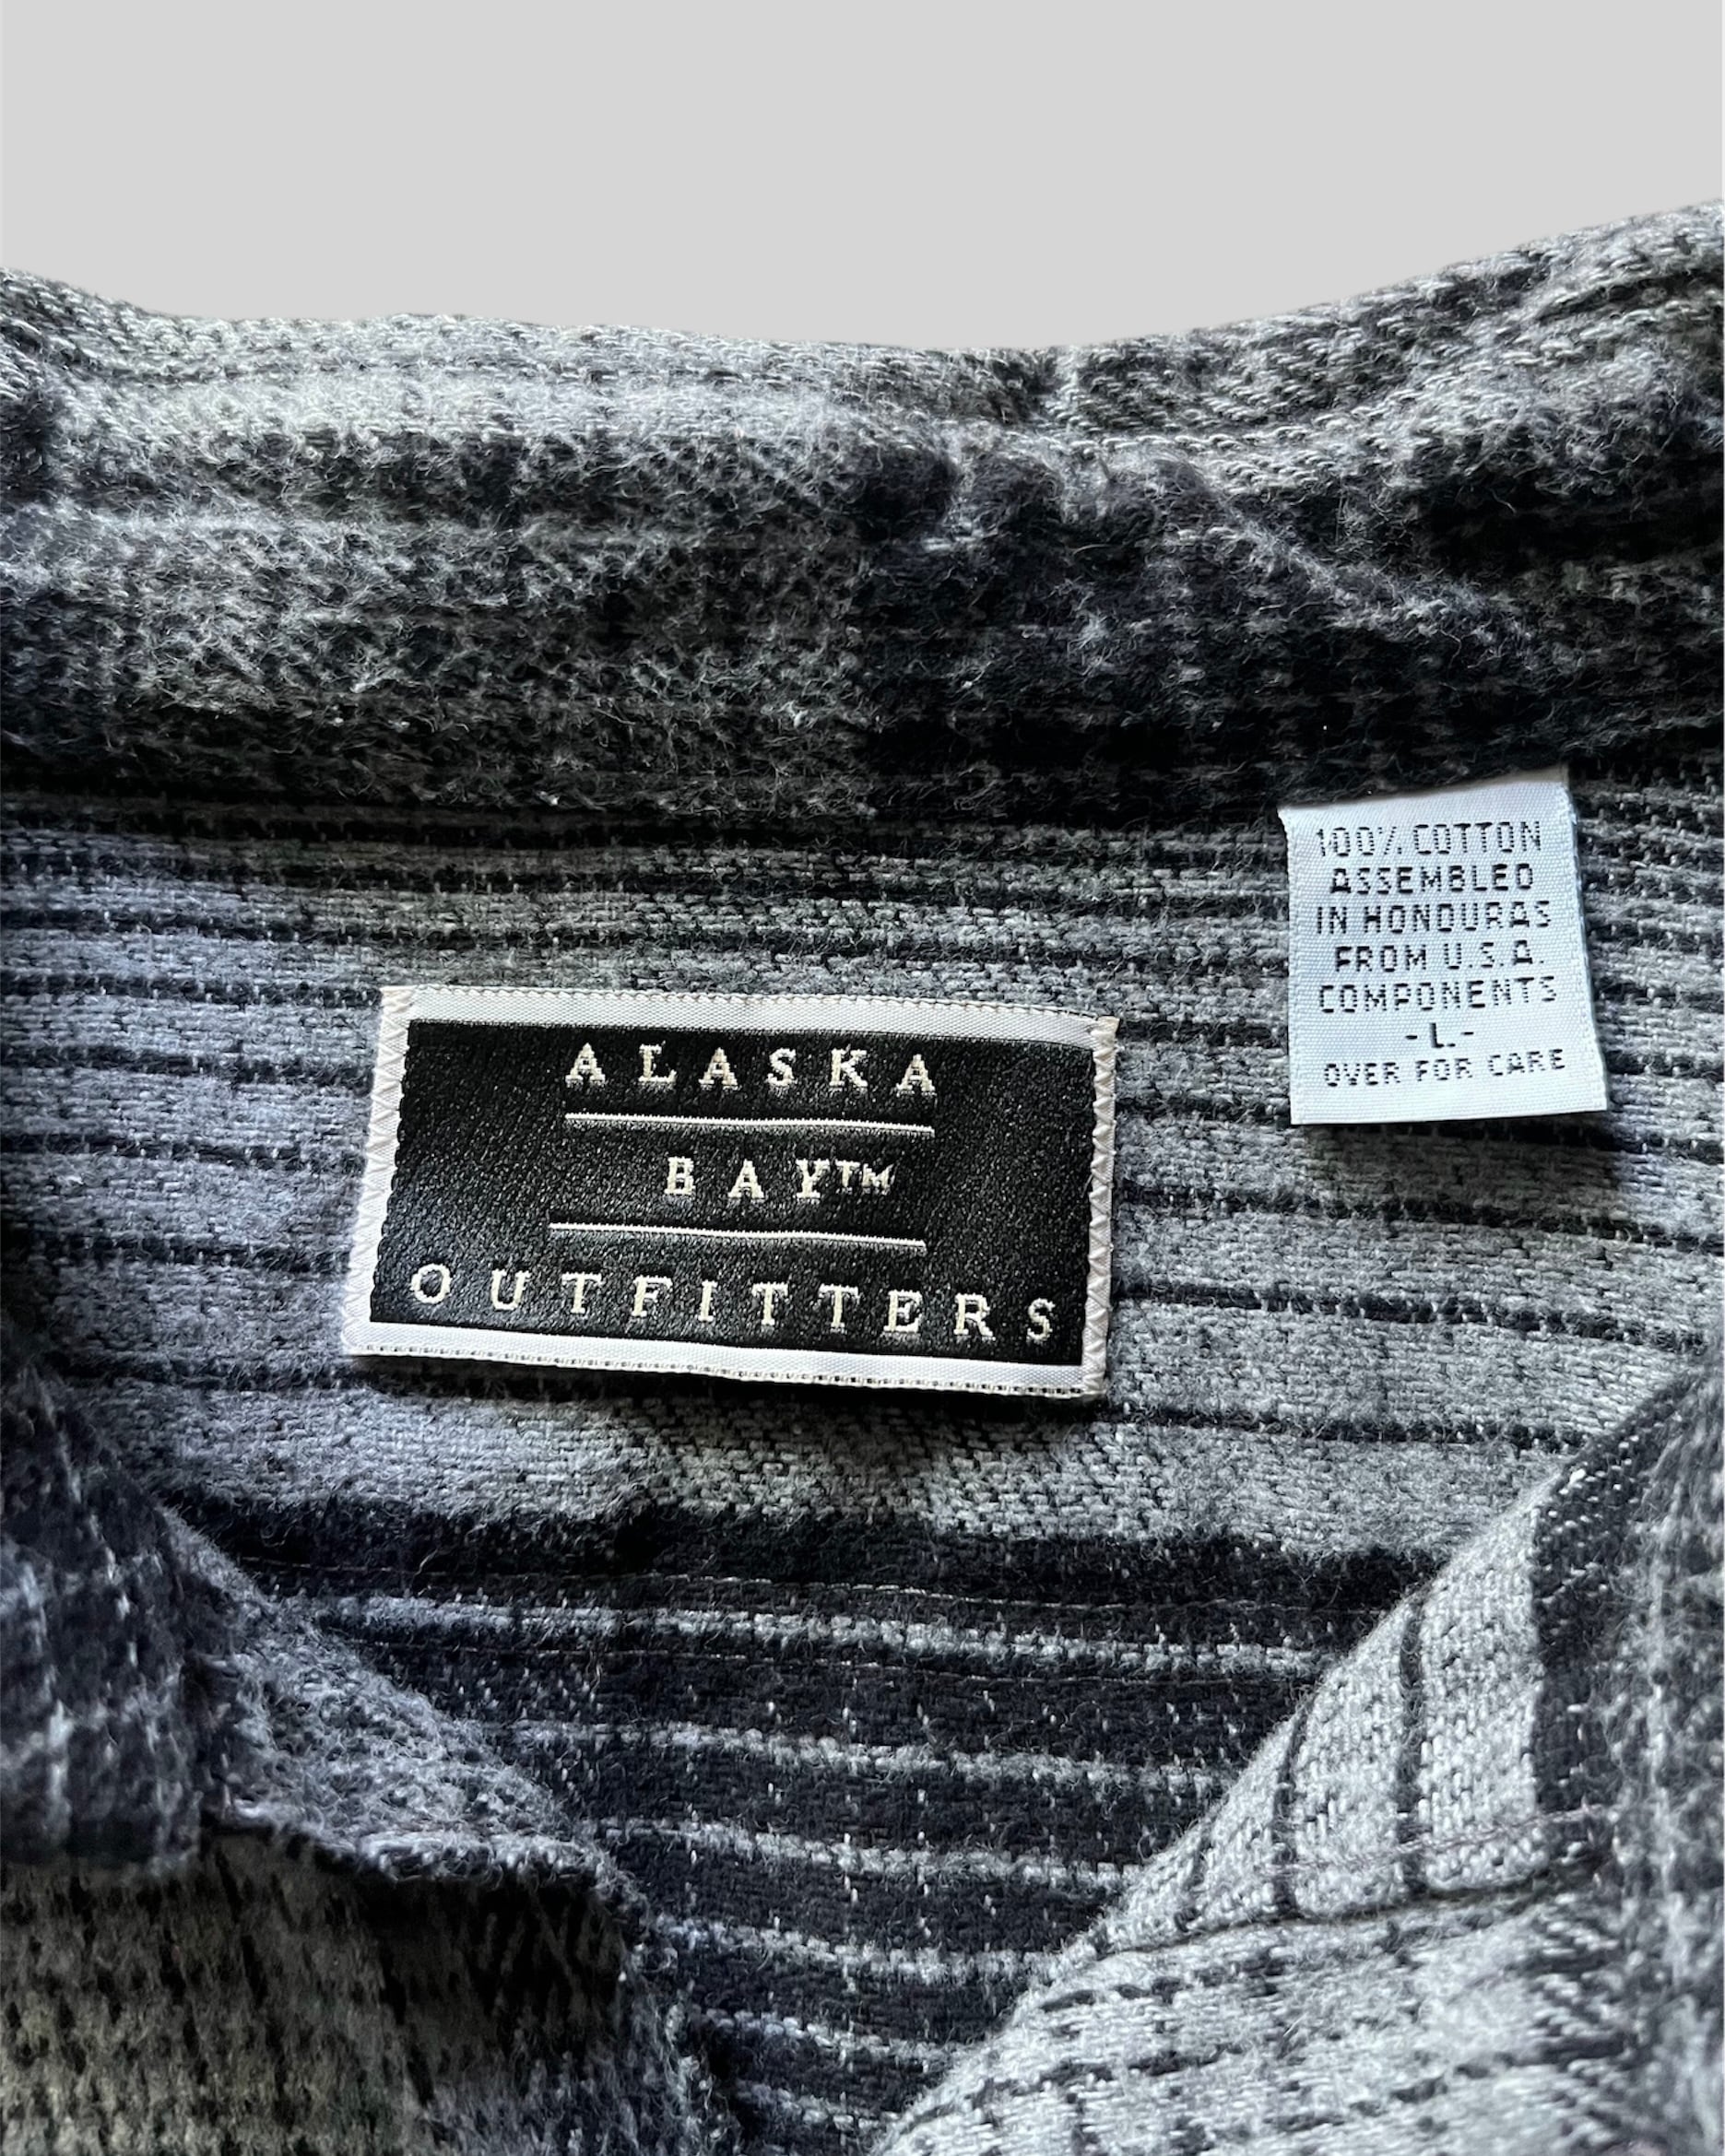 ALASKA
BAY™
OUTFITTERS
100% COTTON
ASSEMBLED
IN HONDURAS
FROM U.S.A.
COMPONENTS
-L-
OVER FOR CARE